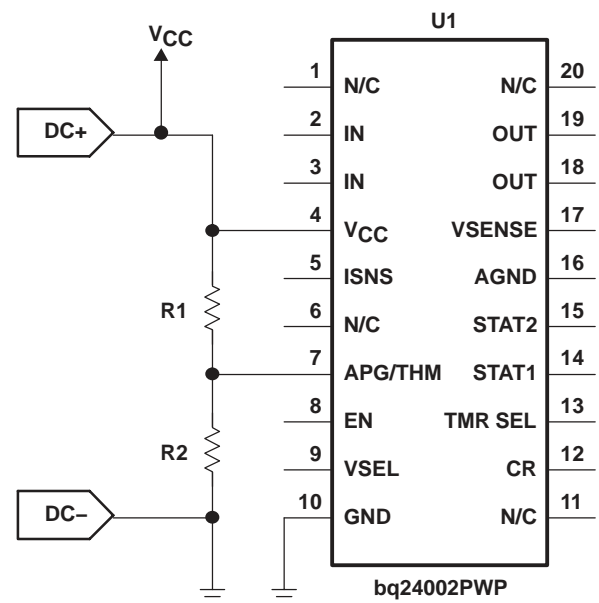 U1
VCC
DC+
1 N/C N/C 20
2 IN OUT 19
3 IN OUT 18
4 VCC VSENSE 17
5 ISNS AGND 16
R1
6 N/C STAT2 15
7 APG/THM STAT1 14
8 EN TMR SEL 13
R2
9 VSEL CR 12
DC–
10 GND N/C 11
bq24002PWP